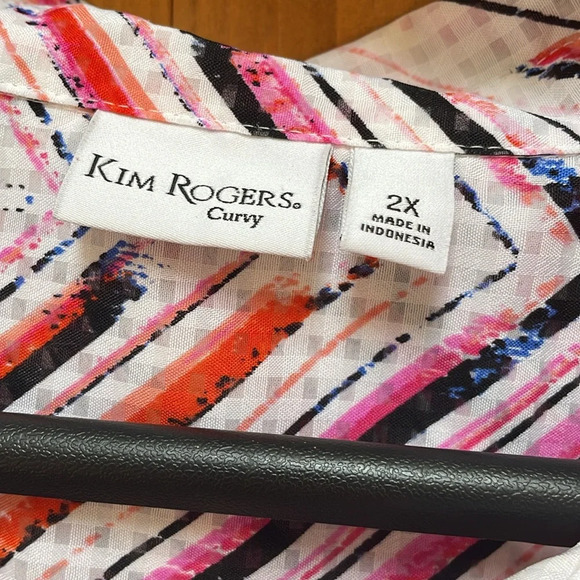 KIM ROGERS®
Curvy
2X
MADE IN
INDONESIA